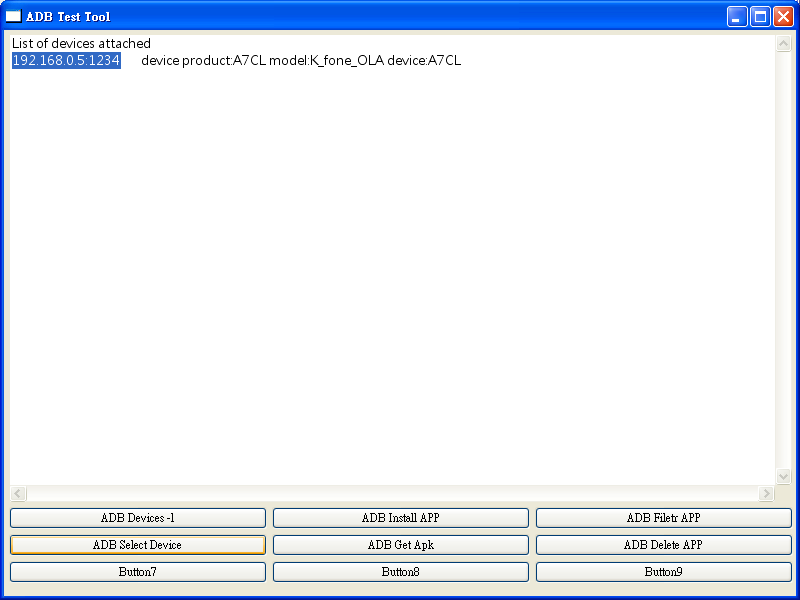 ADB Test Tool
List of devices attached
192.168.0.5:1234 device product:A7CL model:K_fone_OLA device:A7CL
ADB Devices -l ADB Install APP ADB Filetr APP
ADB Select Device ADB Get Apk ADB Delete APP
Button7 Button8 Button9